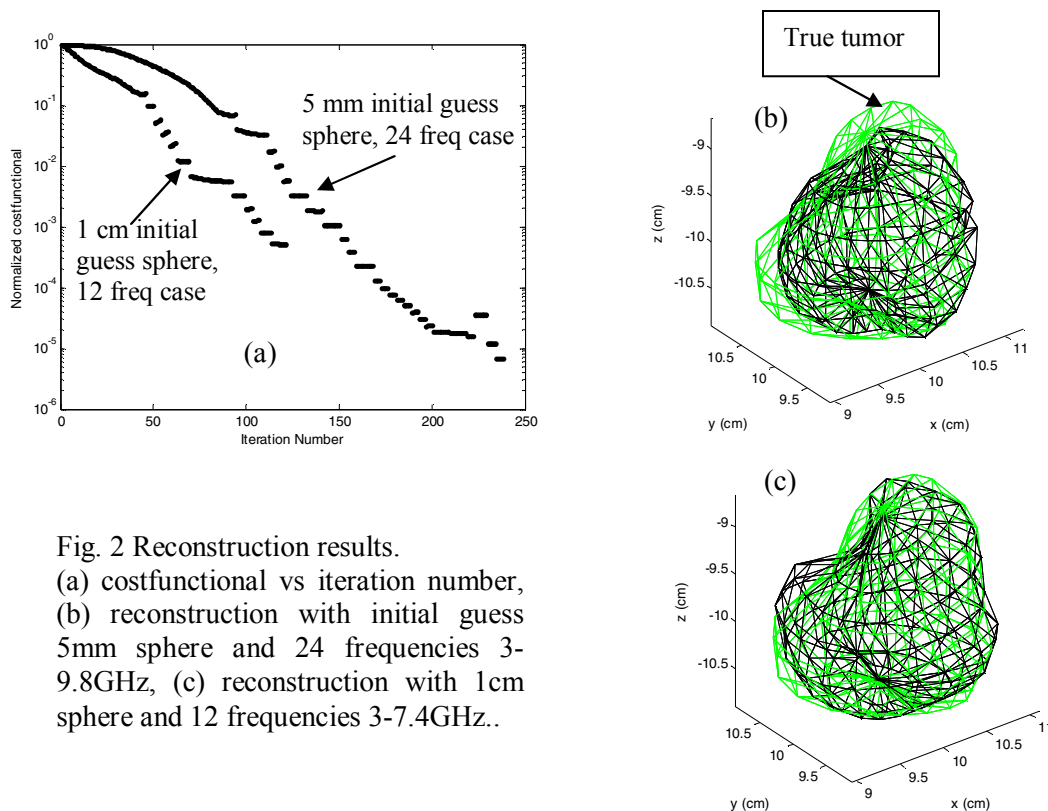 10^0
10^-1
10^-2
10^-3
10^-4
10^-5
10^-6
Normalized costfunctional
0
50
100
150
200
250
Iteration Number
5 mm initial guess
sphere, 24 freq case
1 cm initial
guess sphere,
12 freq case
(a)
True tumor
(b)
-9
-9.5
-10
-10.5
z (cm)
10.5
10
9.5
y (cm)
9
9.5
10
10.5
11
x (cm)
(c)
-9
-9.5
-10
-10.5
z (cm)
10.5
10
9.5
y (cm)
9
9.5
10
10.5
11
x (cm)
Fig. 2 Reconstruction results.
(a) costfunctional vs iteration number,
(b) reconstruction with initial guess
5mm sphere and 24 frequencies 3-
9.8GHz, (c) reconstruction with 1cm
sphere and 12 frequencies 3-7.4GHz..